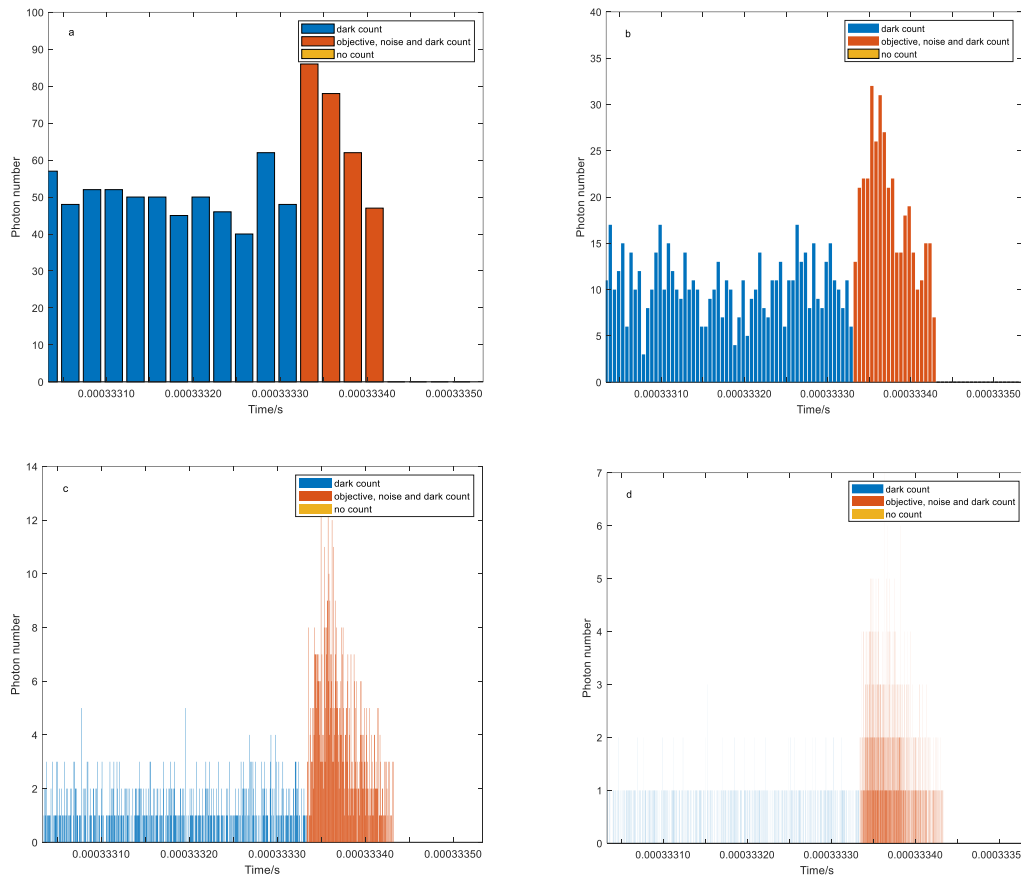 a
dark count
objective, noise and dark count
no count
100
90
80
70
60
50
40
30
20
10
0
Photon number
0.00033310
0.00033320
0.00033330
0.00033340
0.00033350
Time/s
b
dark count
objective, noise and dark count
no count
40
35
30
25
20
15
10
5
0
Photon number
0.00033310
0.00033320
0.00033330
0.00033340
0.00033350
Time/s
c
dark count
objective, noise and dark count
no count
14
12
10
8
6
4
2
0
Photon number
0.00033310
0.00033320
0.00033330
0.00033340
0.00033350
Time/s
d
dark count
objective, noise and dark count
no count
7
6
5
4
3
2
1
0
Photon number
0.00033310
0.00033320
0.00033330
0.00033340
0.00033350
Time/s